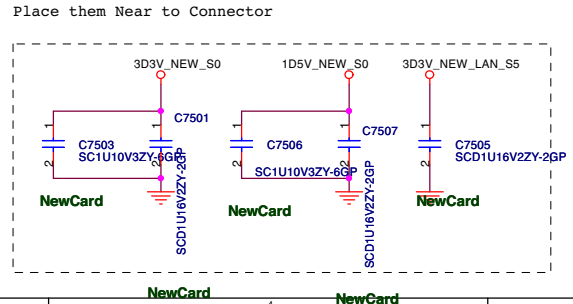 Place them Near to Connector
3D3V_NEW_S0
1D5V_NEW_S0
3D3V_NEW_LAN_S5
1
C7501
1
C7503
SC1U10V3ZY-6GP
2
2
SCD1U16V2ZY-2GP
NewCard
1
1
C7507
C7506
SC1U10V3ZY-6GP
2
2
SCD1U16V2ZY-2GP
NewCard
1
C7505
SCD1U16V2ZY-2GP
2
NewCard
NewCard
NewCard